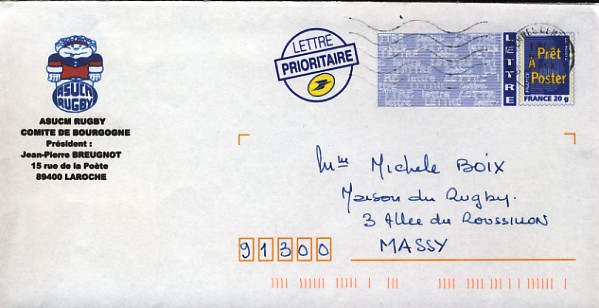 ASUCM
RUGBY
ASUCM RUGBY
COMITE DE BOURGOGNE
Président :
Jean-Pierre BREUGNOT
15 rue de la Poète
89400 LAROCHE
LETTRE
PRIORITAIRE
LETTRE
Prêt
À
Poster
FRANCE 20 g
Mme Michele BOIX
Maison du Rugby
3 Allee du Roussillon
91300 MASSY